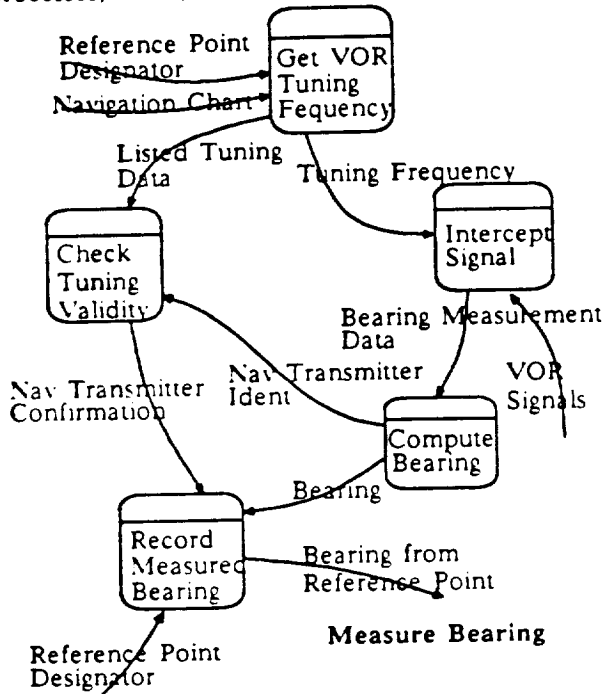 Reference Point
Designator
Get VOR
Tuning
Fequency
Navigation Chart
Listed Tuning
Data
Tuning Frequency
Check
Tuning
Validity
Intercept
Signal
Bearing Measurement
Data
Nav Transmitter
Ident
VOR
Signals
Nav Transmitter
Confirmation
Compute
Bearing
Bearing
Record
Measured
Bearing
Bearing from
Reference Point
Measure Bearing
Reference Point
Designator